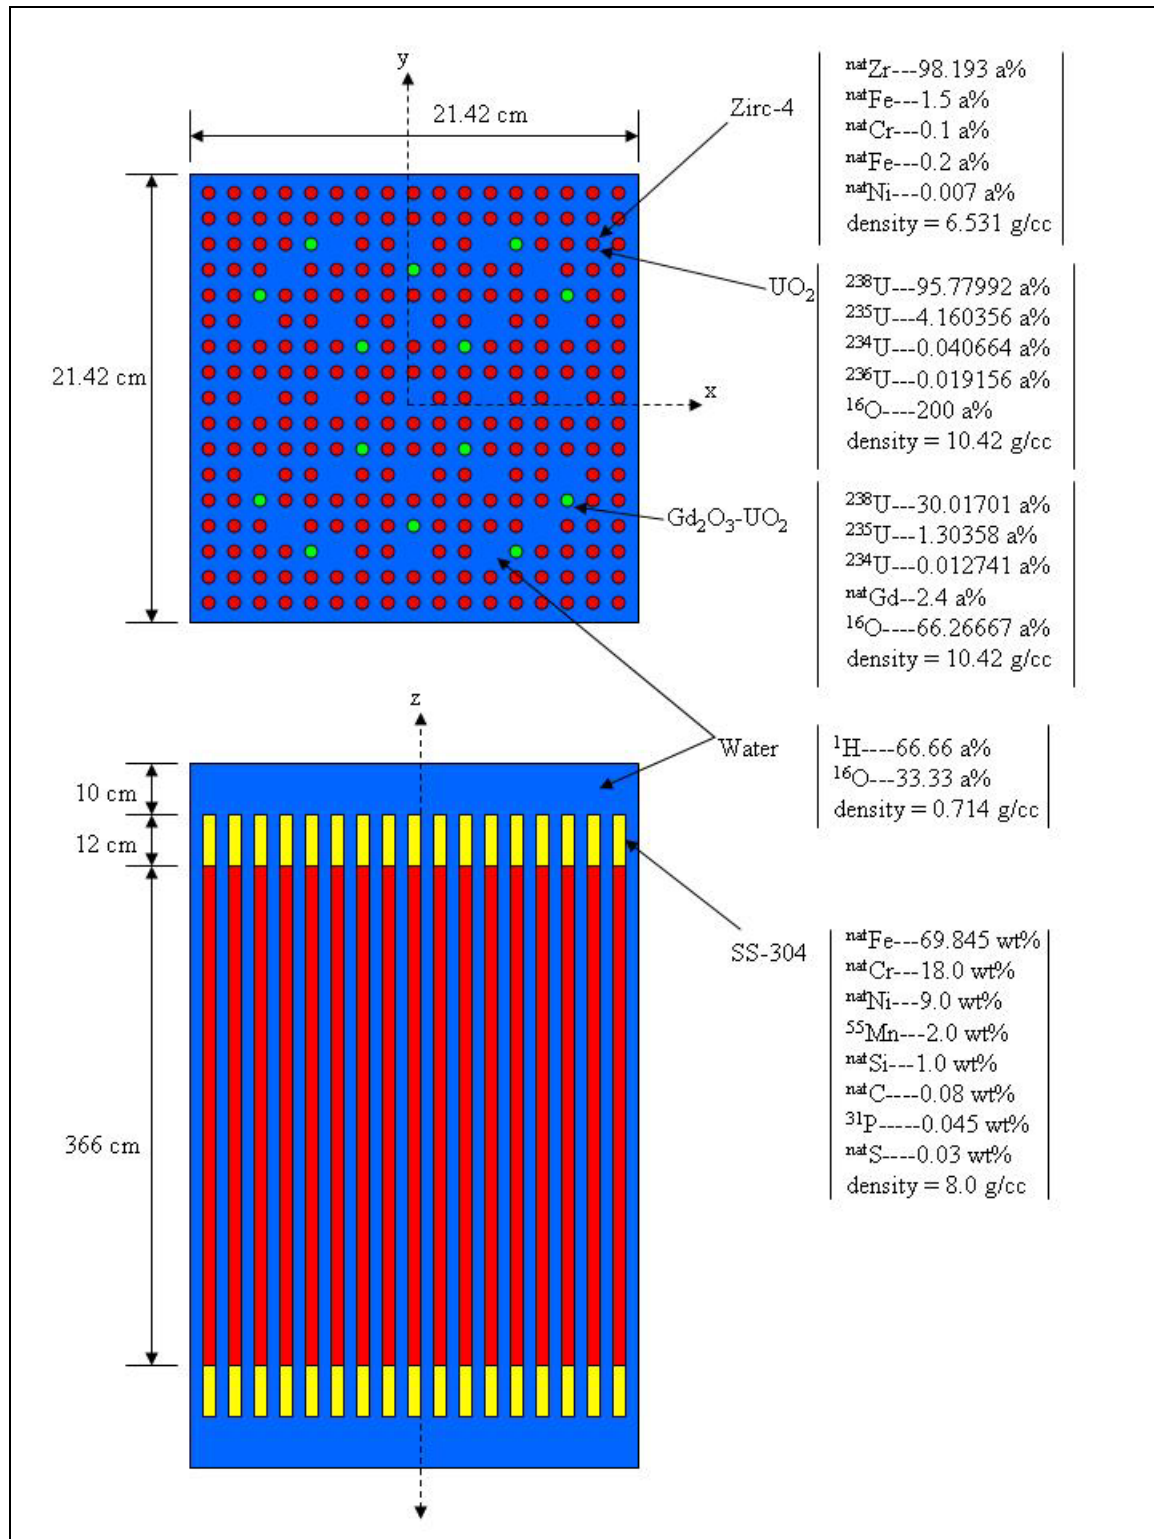 y
21.42 cm
Zirc-4
natZr---98.193 a%
natFe---1.5 a%
natCr---0.1 a%
natFe---0.2 a%
natNi---0.007 a%
density = 6.531 g/cc
UO2
238U---95.77992 a%
235U---4.160356 a%
234U---0.040664 a%
236U---0.019156 a%
16O----200 a%
density = 10.42 g/cc
21.42 cm
x
Gd2O3-UO2
238U---30.01701 a%
235U---1.30358 a%
234U---0.012741 a%
natGd--2.4 a%
16O----66.26667 a%
density = 10.42 g/cc
z
Water
1H----66.66 a%
16O---33.33 a%
density = 0.714 g/cc
10 cm
12 cm
SS-304
natFe---69.845 wt%
natCr---18.0 wt%
natNi---9.0 wt%
55Mn---2.0 wt%
natSi---1.0 wt%
natC----0.08 wt%
31P-----0.045 wt%
natS----0.03 wt%
density = 8.0 g/cc
366 cm